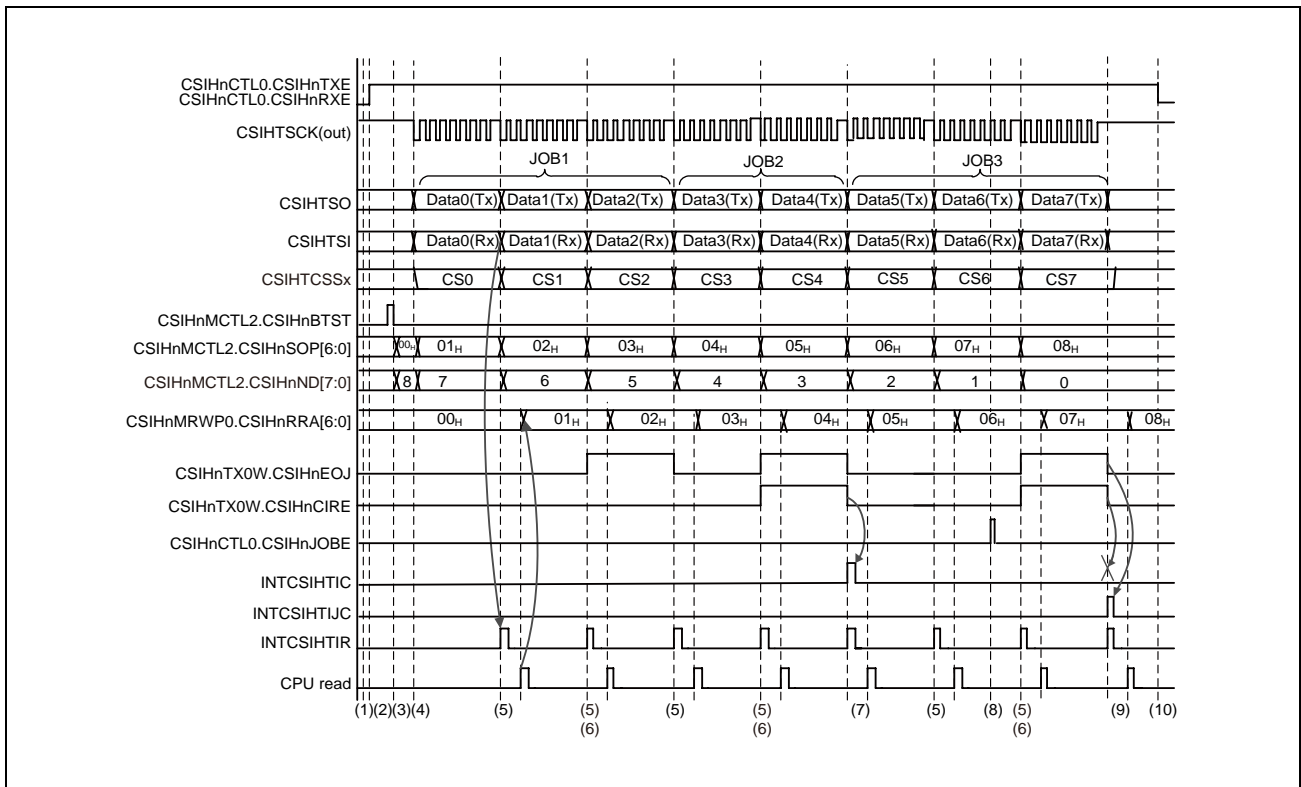 CSIHnCTL0.CSIHnTXE
CSIHnCTL0.CSIHnRXE
CSIHTSCK(out)
JOB1 JOB2 JOB3
CSIHTSO Data0(Tx) Data1(Tx) Data2(Tx) Data3(Tx) Data4(Tx) Data5(Tx) Data6(Tx) Data7(Tx)
CSIHTSI Data0(Rx) Data1(Rx) Data2(Rx) Data3(Rx) Data4(Rx) Data5(Rx) Data6(Rx) Data7(Rx)
CSIHTCSSx CS0 CS1 CS2 CS3 CS4 CS5 CS6 CS7
CSIHnMCTL2.CSIHnBTST
CSIHnMCTL2.CSIHnSOP[6:0] 00H 01H 02H 03H 04H 05H 06H 07H 08H
CSIHnMCTL2.CSIHnND[7:0] 8 7 6 5 4 3 2 1 0
CSIHnMRWP0.CSIHnRRA[6:0] 00H 01H 02H 03H 04H 05H 06H 07H 08H
CSIHnTX0W.CSIHnEOJ
CSIHnTX0W.CSIHnCIRE
CSIHnCTL0.CSIHnJOBE
INTCSIHTIC
INTCSIHTIJC
INTCSIHTIR
CPU read
(1)(2)(3)(4) (5) (5) (5) (5) (7) (5) (8) (5) (9) (10)
(6) (6) (6)